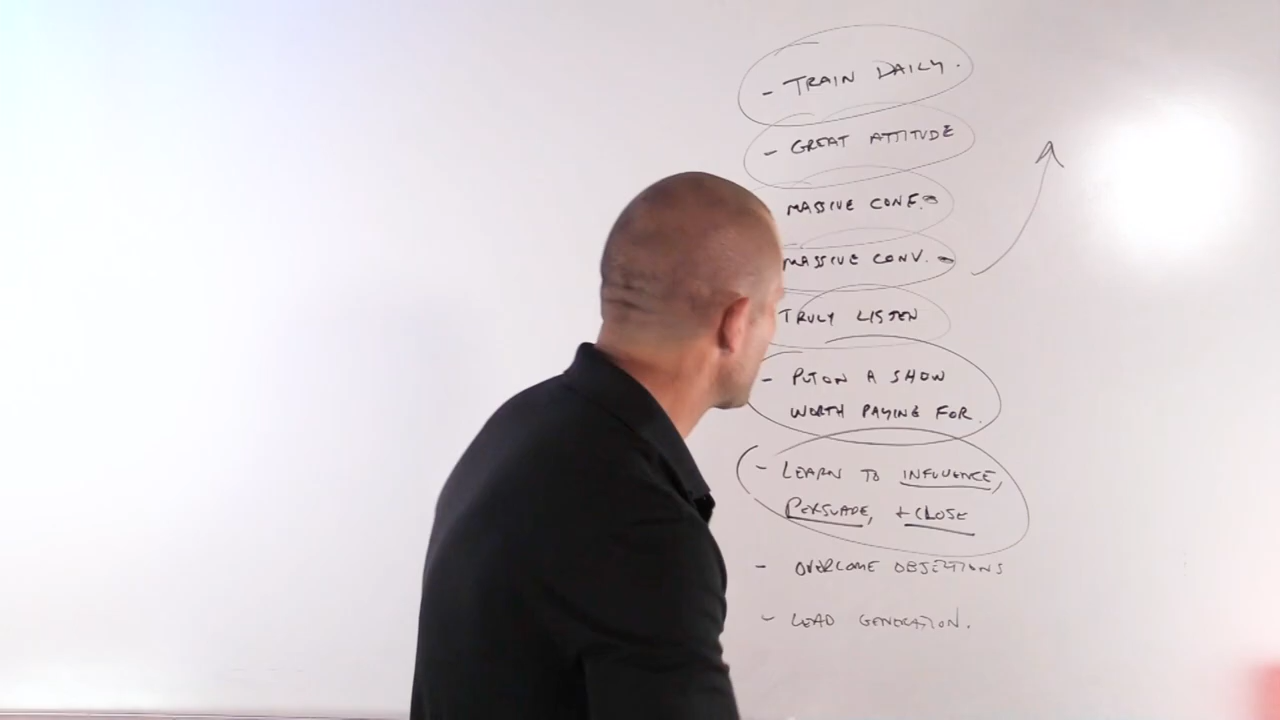 - TRAIN DAILY.
- GREAT ATTITUDE
MASSIVE CONF.
MASSIVE CONV.
TRULY LISTEN
- PUT ON A SHOW
WORTH PAYING FOR.
- LEARN TO INFLUENCE,
PERSUADE, + CLOSE
- OVERCOME OBJECTIONS
- LEAD GENERATION.